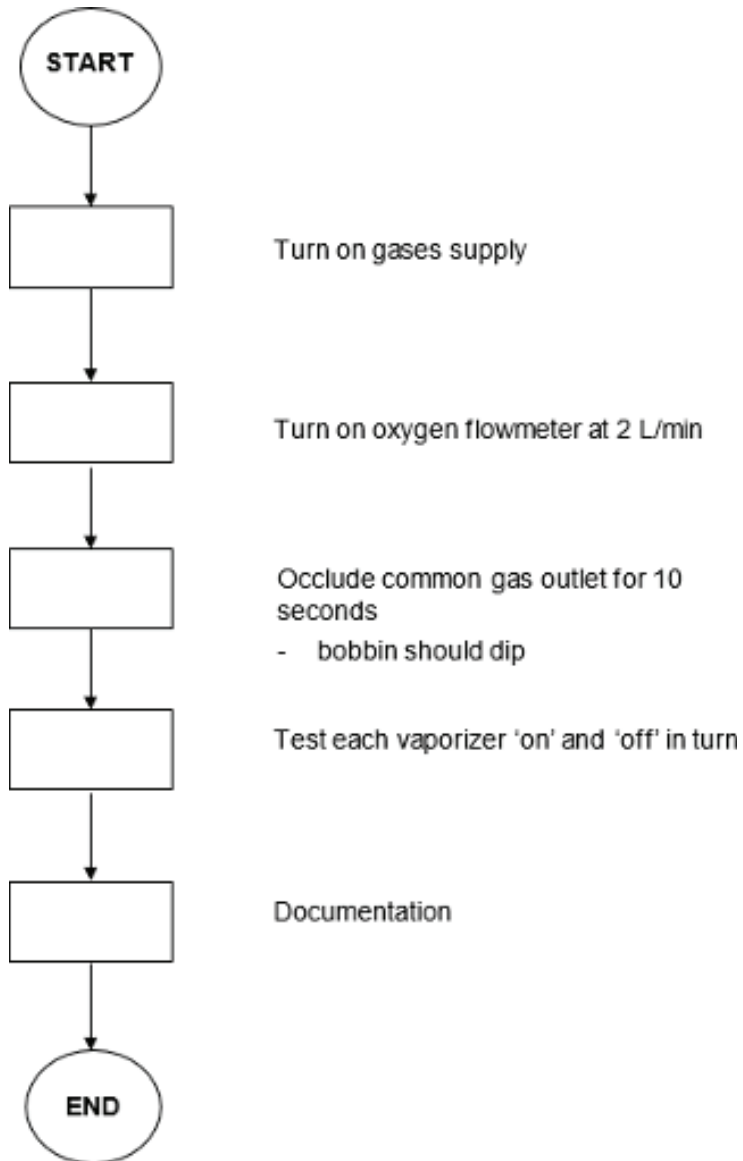 START
Turn on gases supply
Turn on oxygen flowmeter at 2 L/min
Occlude common gas outlet for 10
seconds
- bobbin should dip
Test each vaporizer ‘on’ and ‘off’ in turn
Documentation
END